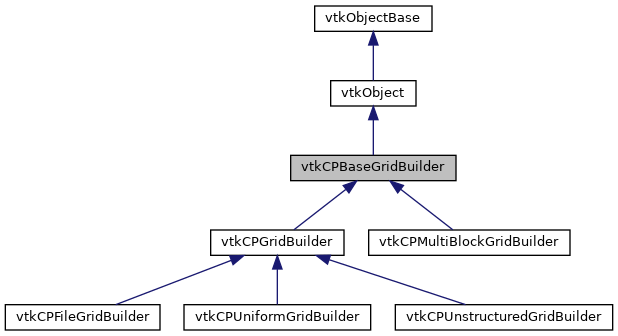 vtkObjectBase
vtkObject
vtkCPBaseGridBuilder
vtkCPGridBuilder
vtkCPMultiBlockGridBuilder
vtkCPFileGridBuilder
vtkCPUniformGridBuilder
vtkCPUnstructuredGridBuilder